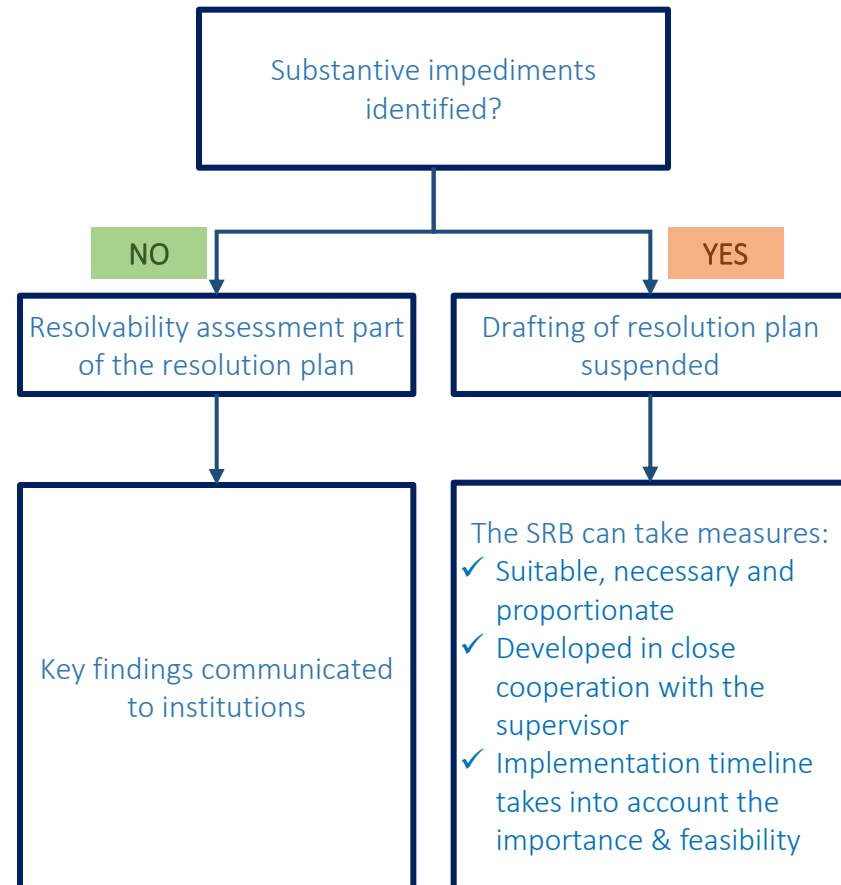 Substantive impediments
identified?
NO
YES
Resolvability assessment part
of the resolution plan
Drafting of resolution plan
suspended
Key findings communicated
to institutions
The SRB can take measures:
✓ Suitable, necessary and
proportionate
✓ Developed in close
cooperation with the
supervisor
✓ Implementation timeline
takes into account the
importance & feasibility